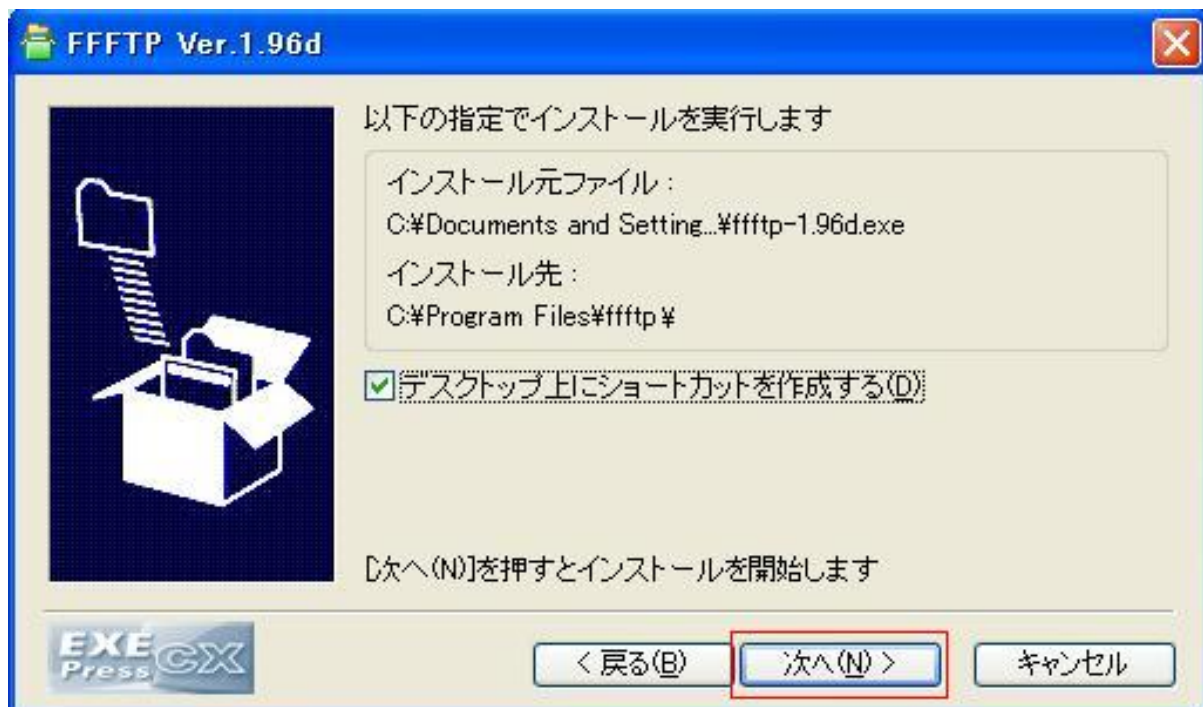 FFFTP Ver.1.96d
以下の指定でインストールを実行します
インストール元ファイル：
C:¥Documents and Setting...¥ffftp-1.96d.exe
インストール先：
C:¥Program Files¥ffftp¥
デスクトップ上にショートカットを作成する(D)
[次へ(N)]を押すとインストールを開始します
EXE
Press CX
< 戻る(B)
次へ(N) >
キャンセル